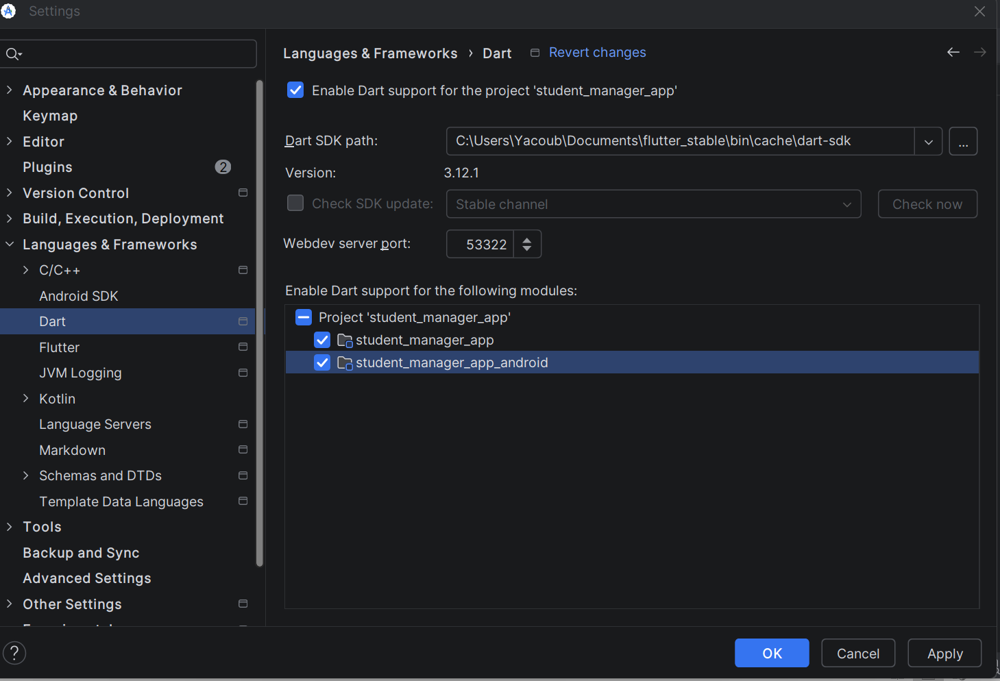 Settings
Languages & Frameworks › Dart Revert changes
Enable Dart support for the project 'student_manager_app'
Dart SDK path: C:\Users\Yacoub\Documents\flutter_stable\bin\cache\dart-sdk ...
Version: 3.12.1
Check SDK update: Stable channel Check now
Webdev server port: 53322
Enable Dart support for the following modules:
Project 'student_manager_app'
student_manager_app
student_manager_app_android
Appearance & Behavior
Keymap
Editor
Plugins 2
Version Control
Build, Execution, Deployment
Languages & Frameworks
C/C++
Android SDK
Dart
Flutter
JVM Logging
Kotlin
Language Servers
Markdown
Schemas and DTDs
Template Data Languages
Tools
Backup and Sync
Advanced Settings
Other Settings
? OK Cancel Apply